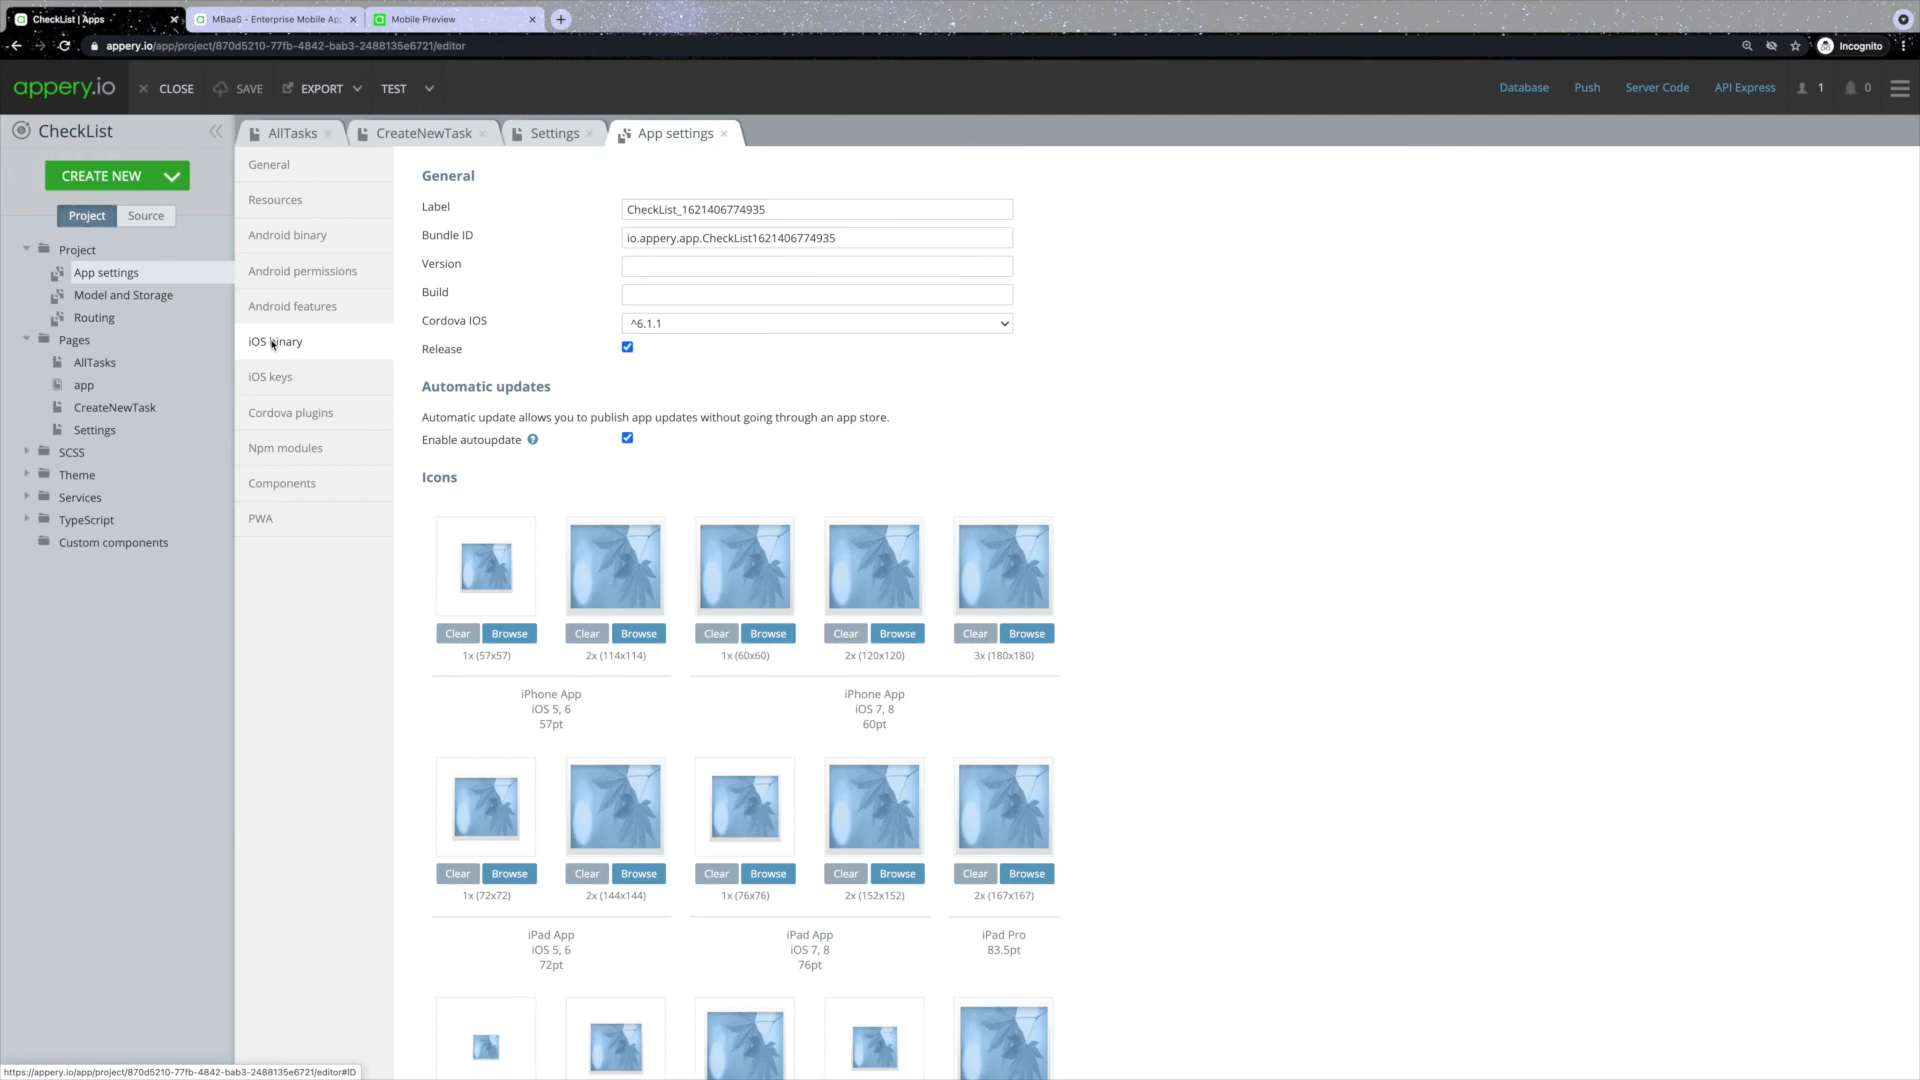 CheckList | Apps
MBaaS - Enterprise Mobile Ap
Mobile Preview
appery.io/app/project/870d5210-77fb-4842-bab3-2488135e6721/editor
Incognito
appery.io
CLOSE
SAVE
EXPORT
TEST
Database
Push
Server Code
API Express
1
0
CheckList
AllTasks
CreateNewTask
Settings
App settings
CREATE NEW
Project
Source
Project
App settings
Model and Storage
Routing
Pages
AllTasks
app
CreateNewTask
Settings
SCSS
Theme
Services
TypeScript
Custom components
General
Resources
Android binary
Android permissions
Android features
iOS binary
iOS keys
Cordova plugins
Npm modules
Components
PWA
General
Label
CheckList_1621406774935
Bundle ID
io.appery.app.CheckList1621406774935
Version
Build
Cordova IOS
^6.1.1
Release
Automatic updates
Automatic update allows you to publish app updates without going through an app store.
Enable autoupdate ?
Icons
Clear Browse Clear Browse Clear Browse Clear Browse Clear Browse
1x (57x57) 2x (114x114) 1x (60x60) 2x (120x120) 3x (180x180)
iPhone App
iOS 5, 6
57pt
iPhone App
iOS 7, 8
60pt
Clear Browse Clear Browse Clear Browse Clear Browse Clear Browse
1x (72x72) 2x (144x144) 1x (76x76) 2x (152x152) 2x (167x167)
iPad App
iOS 5, 6
72pt
iPad App
iOS 7, 8
76pt
iPad Pro
83.5pt
https://appery.io/app/project/870d5210-77fb-4842-bab3-2488135e6721/editor#ID